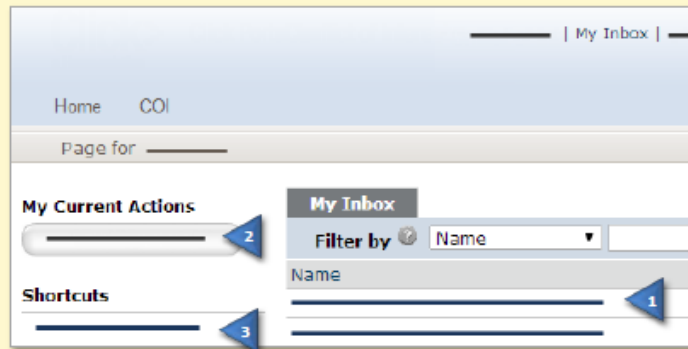 | My Inbox |
Home COI
Page for
My Current Actions
2
Shortcuts
3
My Inbox
Filter by ? Name
Name
1